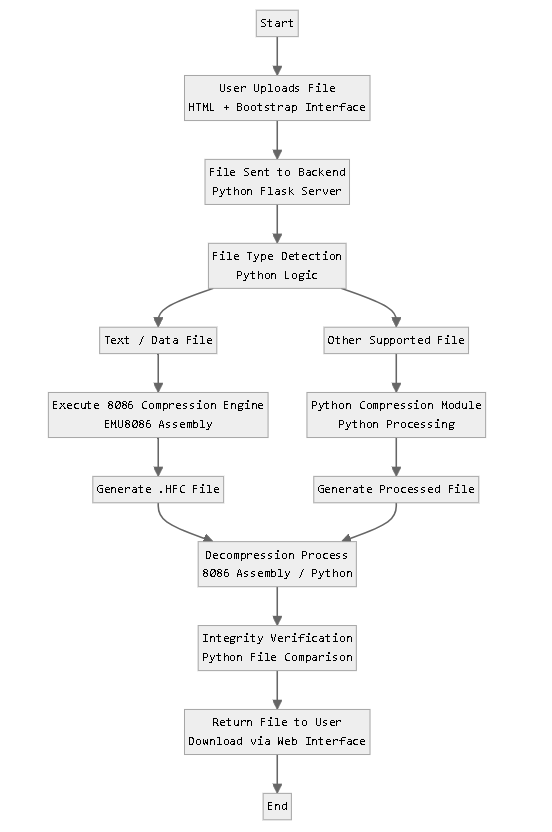 Start
User Uploads File
HTML + Bootstrap Interface
File Sent to Backend
Python Flask Server
File Type Detection
Python Logic
Text / Data File
Other Supported File
Execute 8086 Compression Engine
EMU8086 Assembly
Python Compression Module
Python Processing
Generate .HFC File
Generate Processed File
Decompression Process
8086 Assembly / Python
Integrity Verification
Python File Comparison
Return File to User
Download via Web Interface
End